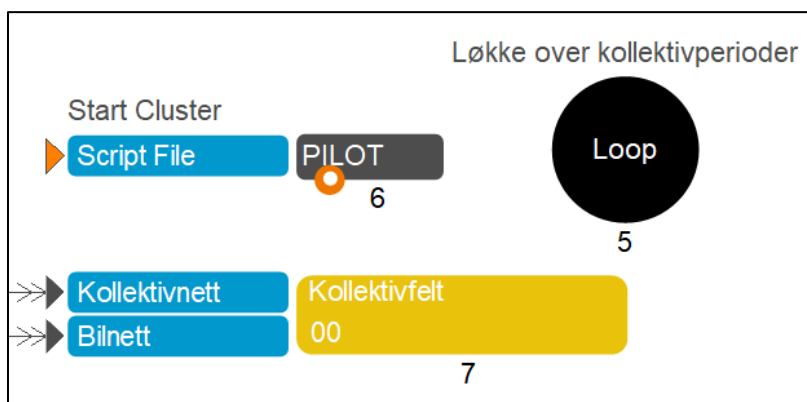 Løkke over kollektivperioder
Start Cluster
Script File
PILOT
Loop
6
5
Kollektivnett
Kollektivfelt
Bilnett
00
7